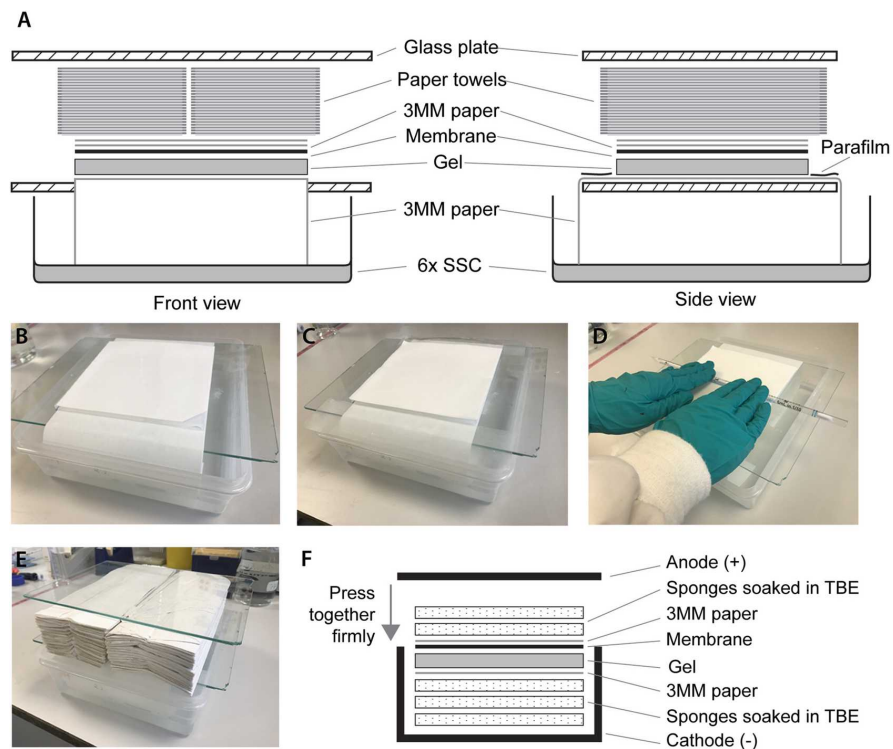 A
Glass plate
Paper towels
3MM paper
Membrane
Gel
Parafilm
3MM paper
6x SSC
Front view
Side view
B
C
D
E
F
Press
together
firmly
Anode (+)
Sponges soaked in TBE
3MM paper
Membrane
Gel
3MM paper
Sponges soaked in TBE
Cathode (-)